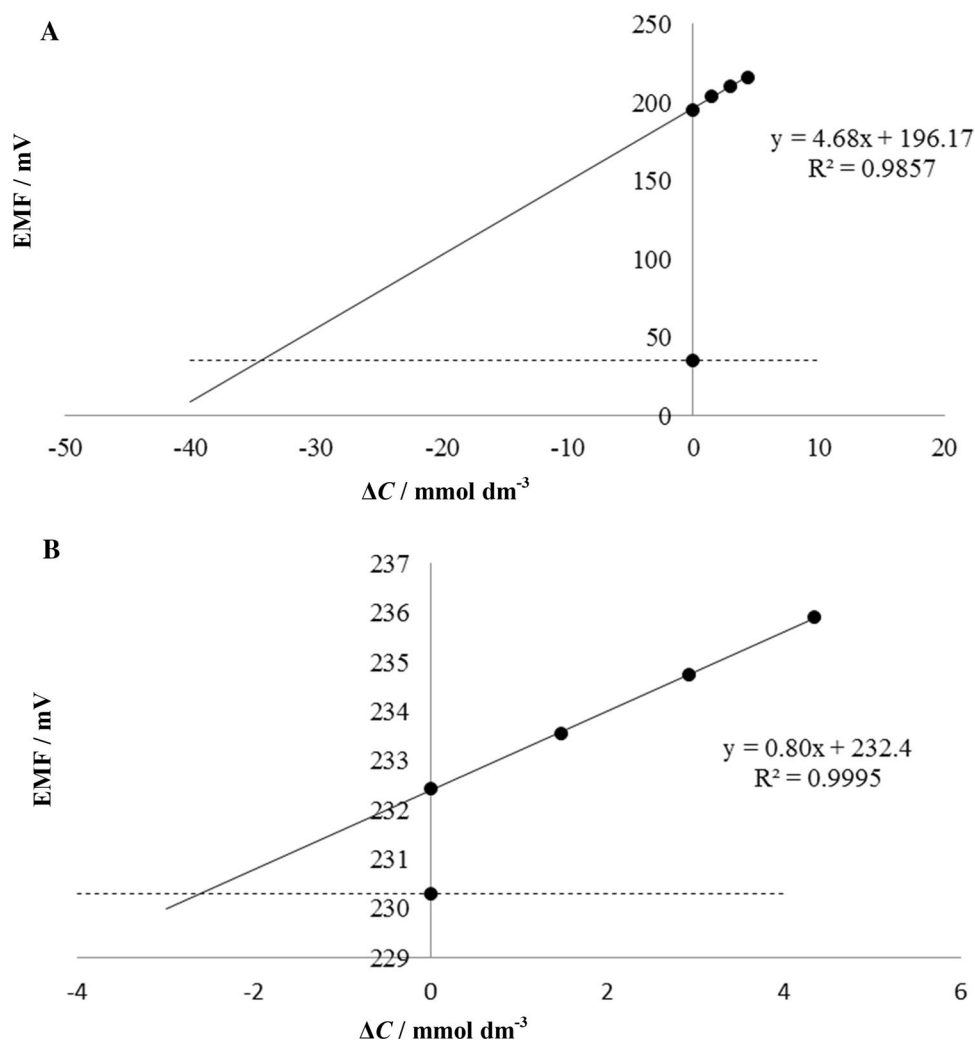 A
EMF / mV
250
200
150
100
50
0
y = 4.68x + 196.17
R² = 0.9857
-50 -40 -30 -20 -10 0 10 20
ΔC / mmol dm⁻³
B
EMF / mV
237
236
235
234
233
232
231
230
229
y = 0.80x + 232.4
R² = 0.9995
-4 -2 0 2 4 6
ΔC / mmol dm⁻³